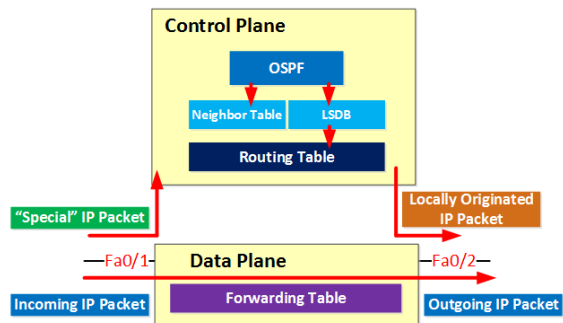 Control Plane
OSPF
Neighbor Table
LSDB
Routing Table
"Special" IP Packet
Locally Originated
IP Packet
Fa0/1
Data Plane
Fa0/2
Incoming IP Packet
Forwarding Table
Outgoing IP Packet